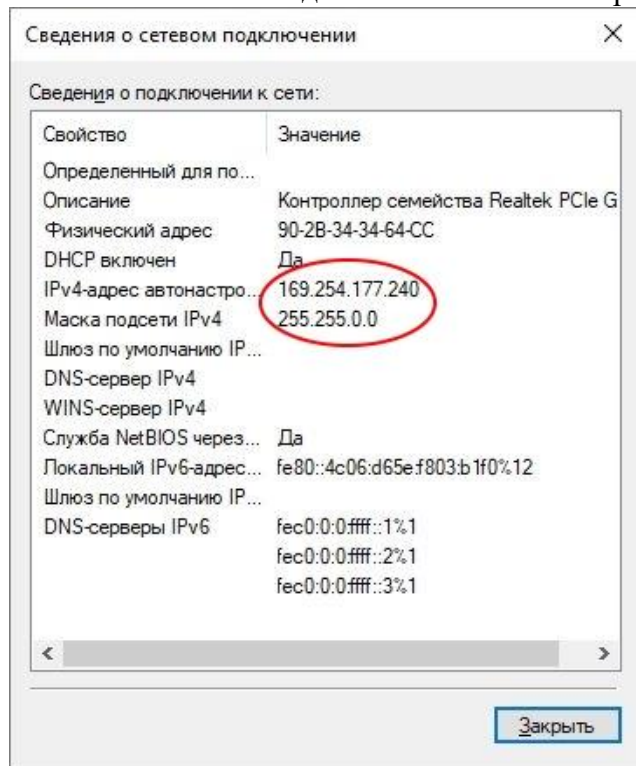 Сведения о сетевом подключении
Сведения о подключении к сети:
Свойство Значение
Определенный для по...
Описание Контроллер семейства Realtek PCIe G
Физический адрес 90-2B-34-34-64-CC
DHCP включен Да
IPv4-адрес автонастро... 169.254.177.240
Маска подсети IPv4 255.255.0.0
Шлюз по умолчанию IP...
DNS-сервер IPv4
WINS-сервер IPv4
Служба NetBIOS через... Да
Локальный IPv6-адрес... fe80::4c06:d65e:f803:b1f0%12
Шлюз по умолчанию IP...
DNS-серверы IPv6 fec0:0:0:ffff::1%1
fec0:0:0:ffff::2%1
fec0:0:0:ffff::3%1
Закрыть